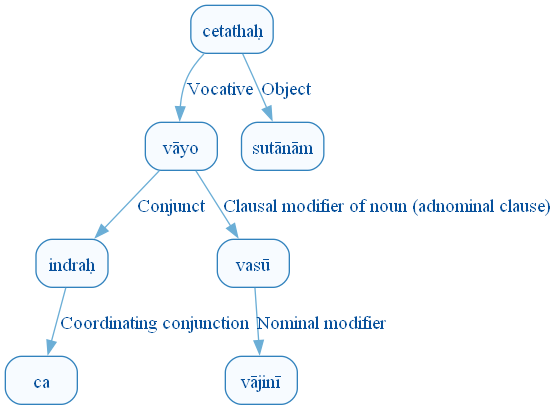 cetathaḥ
Vocative Object
vāyo sutānām
Conjunct Clausal modifier of noun (adnominal clause)
indraḥ vasū
Coordinating conjunction Nominal modifier
ca vājinī